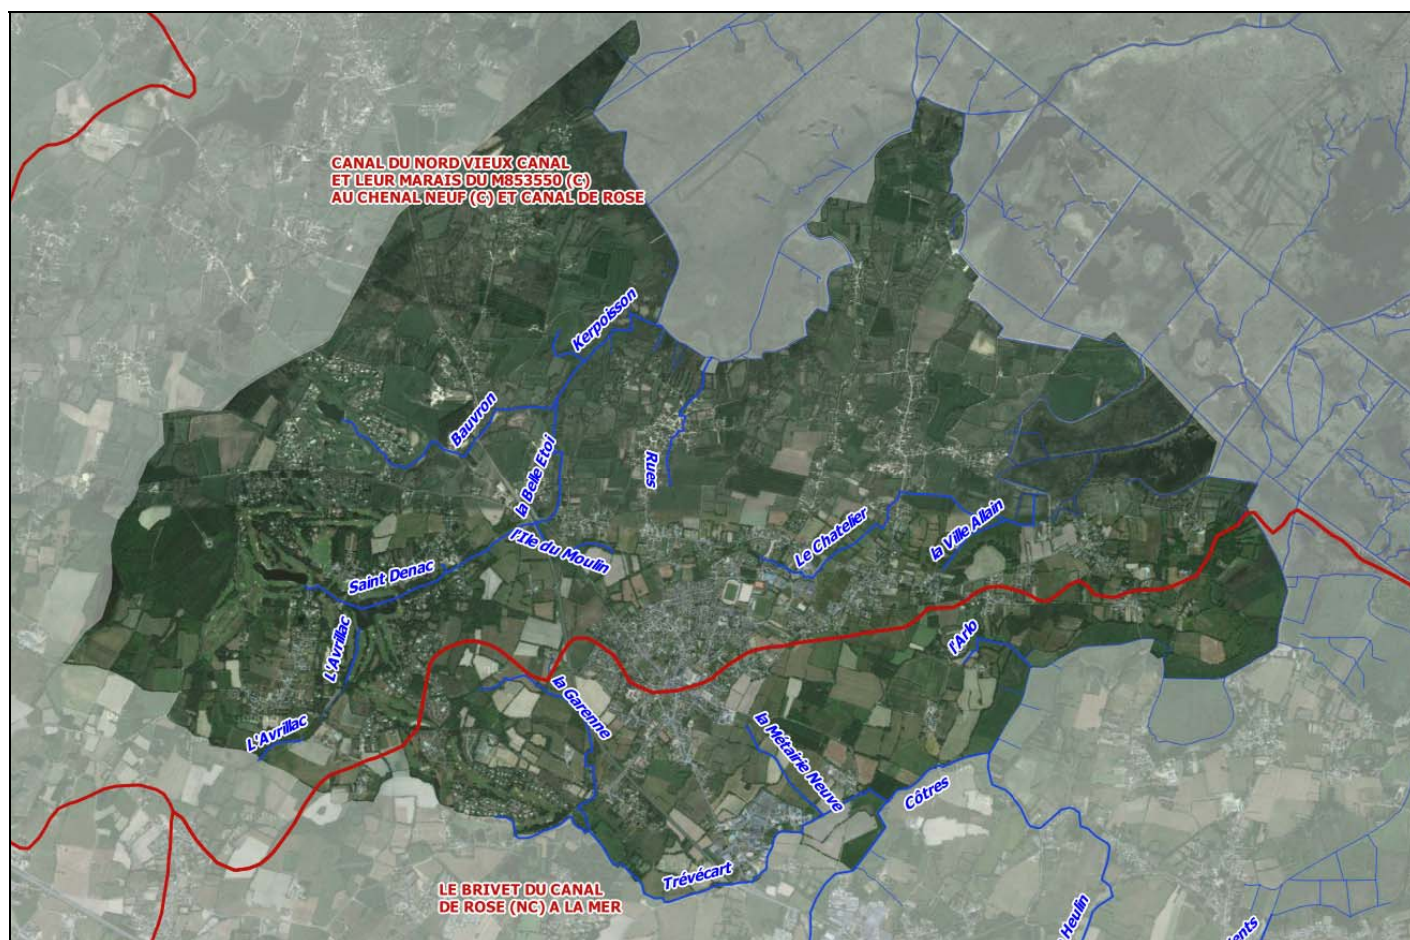 CANAL DU NORD VIEUX CANAL
ET LEUR MARAIS DU M853550 (C)
AU CHENAL NEUF (C) ET CANAL DE ROSE
Kerpoisson
Bauvron
la Belle Etoi
Rues
l'Ile du Moulin
Le Chatelier
la Ville Allain
Saint Denac
L'Avrillac
l'Arlo
la Garenne
L'Avrillac
la Métairie Neuve
Côtres
Trévécart
LE BRIVET DU CANAL
DE ROSE (NC) A LA MER
Heulin
ents